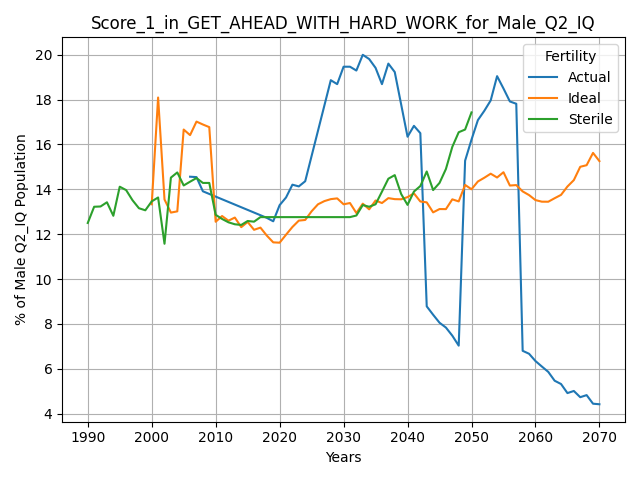 Score_1_in_GET_AHEAD_WITH_HARD_WORK_for_Male_Q2_IQ
Fertility
Actual
Ideal
Sterile
% of Male Q2_IQ Population
20
18
16
14
12
10
8
6
4
1990 2000 2010 2020 2030 2040 2050 2060 2070
Years